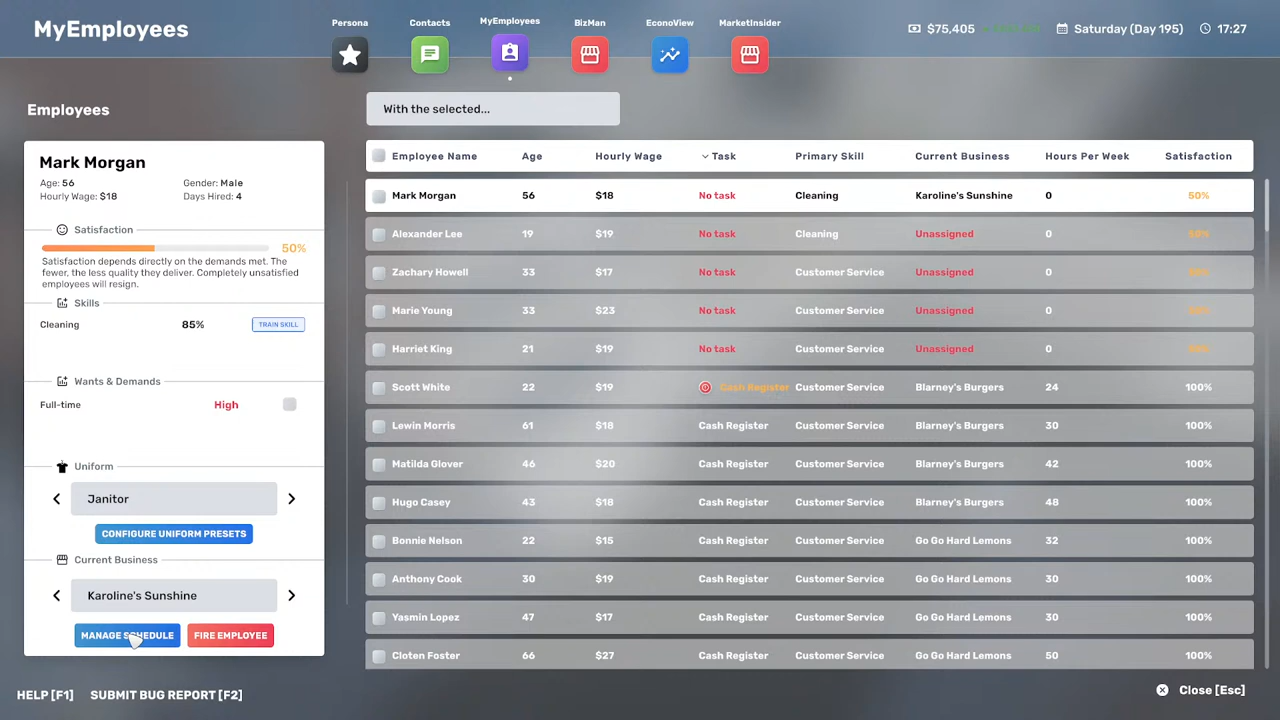 MyEmployees
Persona
Contacts
MyEmployees
BizMan
EconoView
MarketInsider
$75,405
Saturday (Day 195)
17:27
Employees
With the selected...
Mark Morgan
Age: 56 Gender: Male
Hourly Wage: $18 Days Hired: 4
Satisfaction
50%
Satisfaction depends directly on the demands met. The
fewer, the less quality they deliver. Completely unsatisfied
employees will resign.
Skills
Cleaning 85% TRAIN SKILL
Wants & Demands
Full-time High
Uniform
Janitor
CONFIGURE UNIFORM PRESETS
Current Business
Karoline's Sunshine
MANAGE SCHEDULE FIRE EMPLOYEE
Employee Name Age Hourly Wage Task Primary Skill Current Business Hours Per Week Satisfaction
Mark Morgan 56 $18 No task Cleaning Karoline's Sunshine 0 50%
Alexander Lee 19 $19 No task Cleaning Unassigned 0 50%
Zachary Howell 33 $17 No task Customer Service Unassigned 0
Marie Young 33 $23 No task Customer Service Unassigned 0
Harriet King 21 $19 No task Customer Service Unassigned 0
Scott White 22 $19 Cash Register Customer Service Blarney's Burgers 24 100%
Lewin Morris 61 $18 Cash Register Customer Service Blarney's Burgers 30 100%
Matilda Glover 46 $20 Cash Register Customer Service Blarney's Burgers 42 100%
Hugo Casey 43 $18 Cash Register Customer Service Blarney's Burgers 48 100%
Bonnie Nelson 22 $15 Cash Register Customer Service Go Go Hard Lemons 32 100%
Anthony Cook 30 $19 Cash Register Customer Service Go Go Hard Lemons 30 100%
Yasmin Lopez 47 $17 Cash Register Customer Service Go Go Hard Lemons 30 100%
Cloten Foster 66 $27 Cash Register Customer Service Go Go Hard Lemons 50 100%
HELP [F1] SUBMIT BUG REPORT [F2]
Close [Esc]